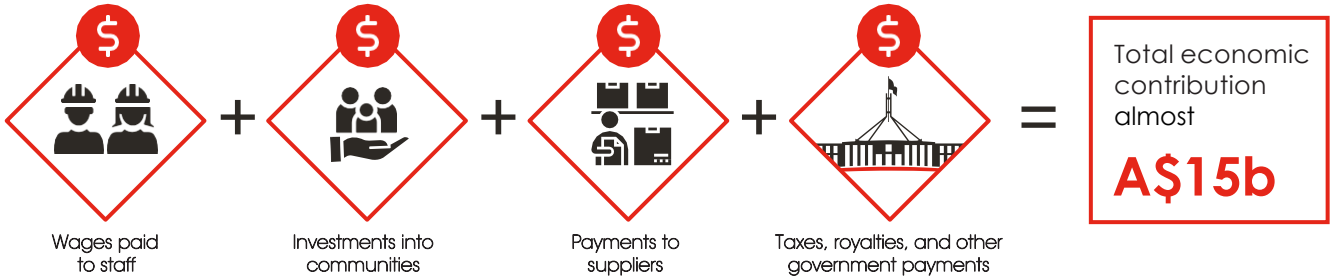 $
$
$
$
+
+
+
=
Total economic
contribution
almost
A$15b
Wages paid
to staff
Investments into
communities
Payments to
suppliers
Taxes, royalties, and other
government payments